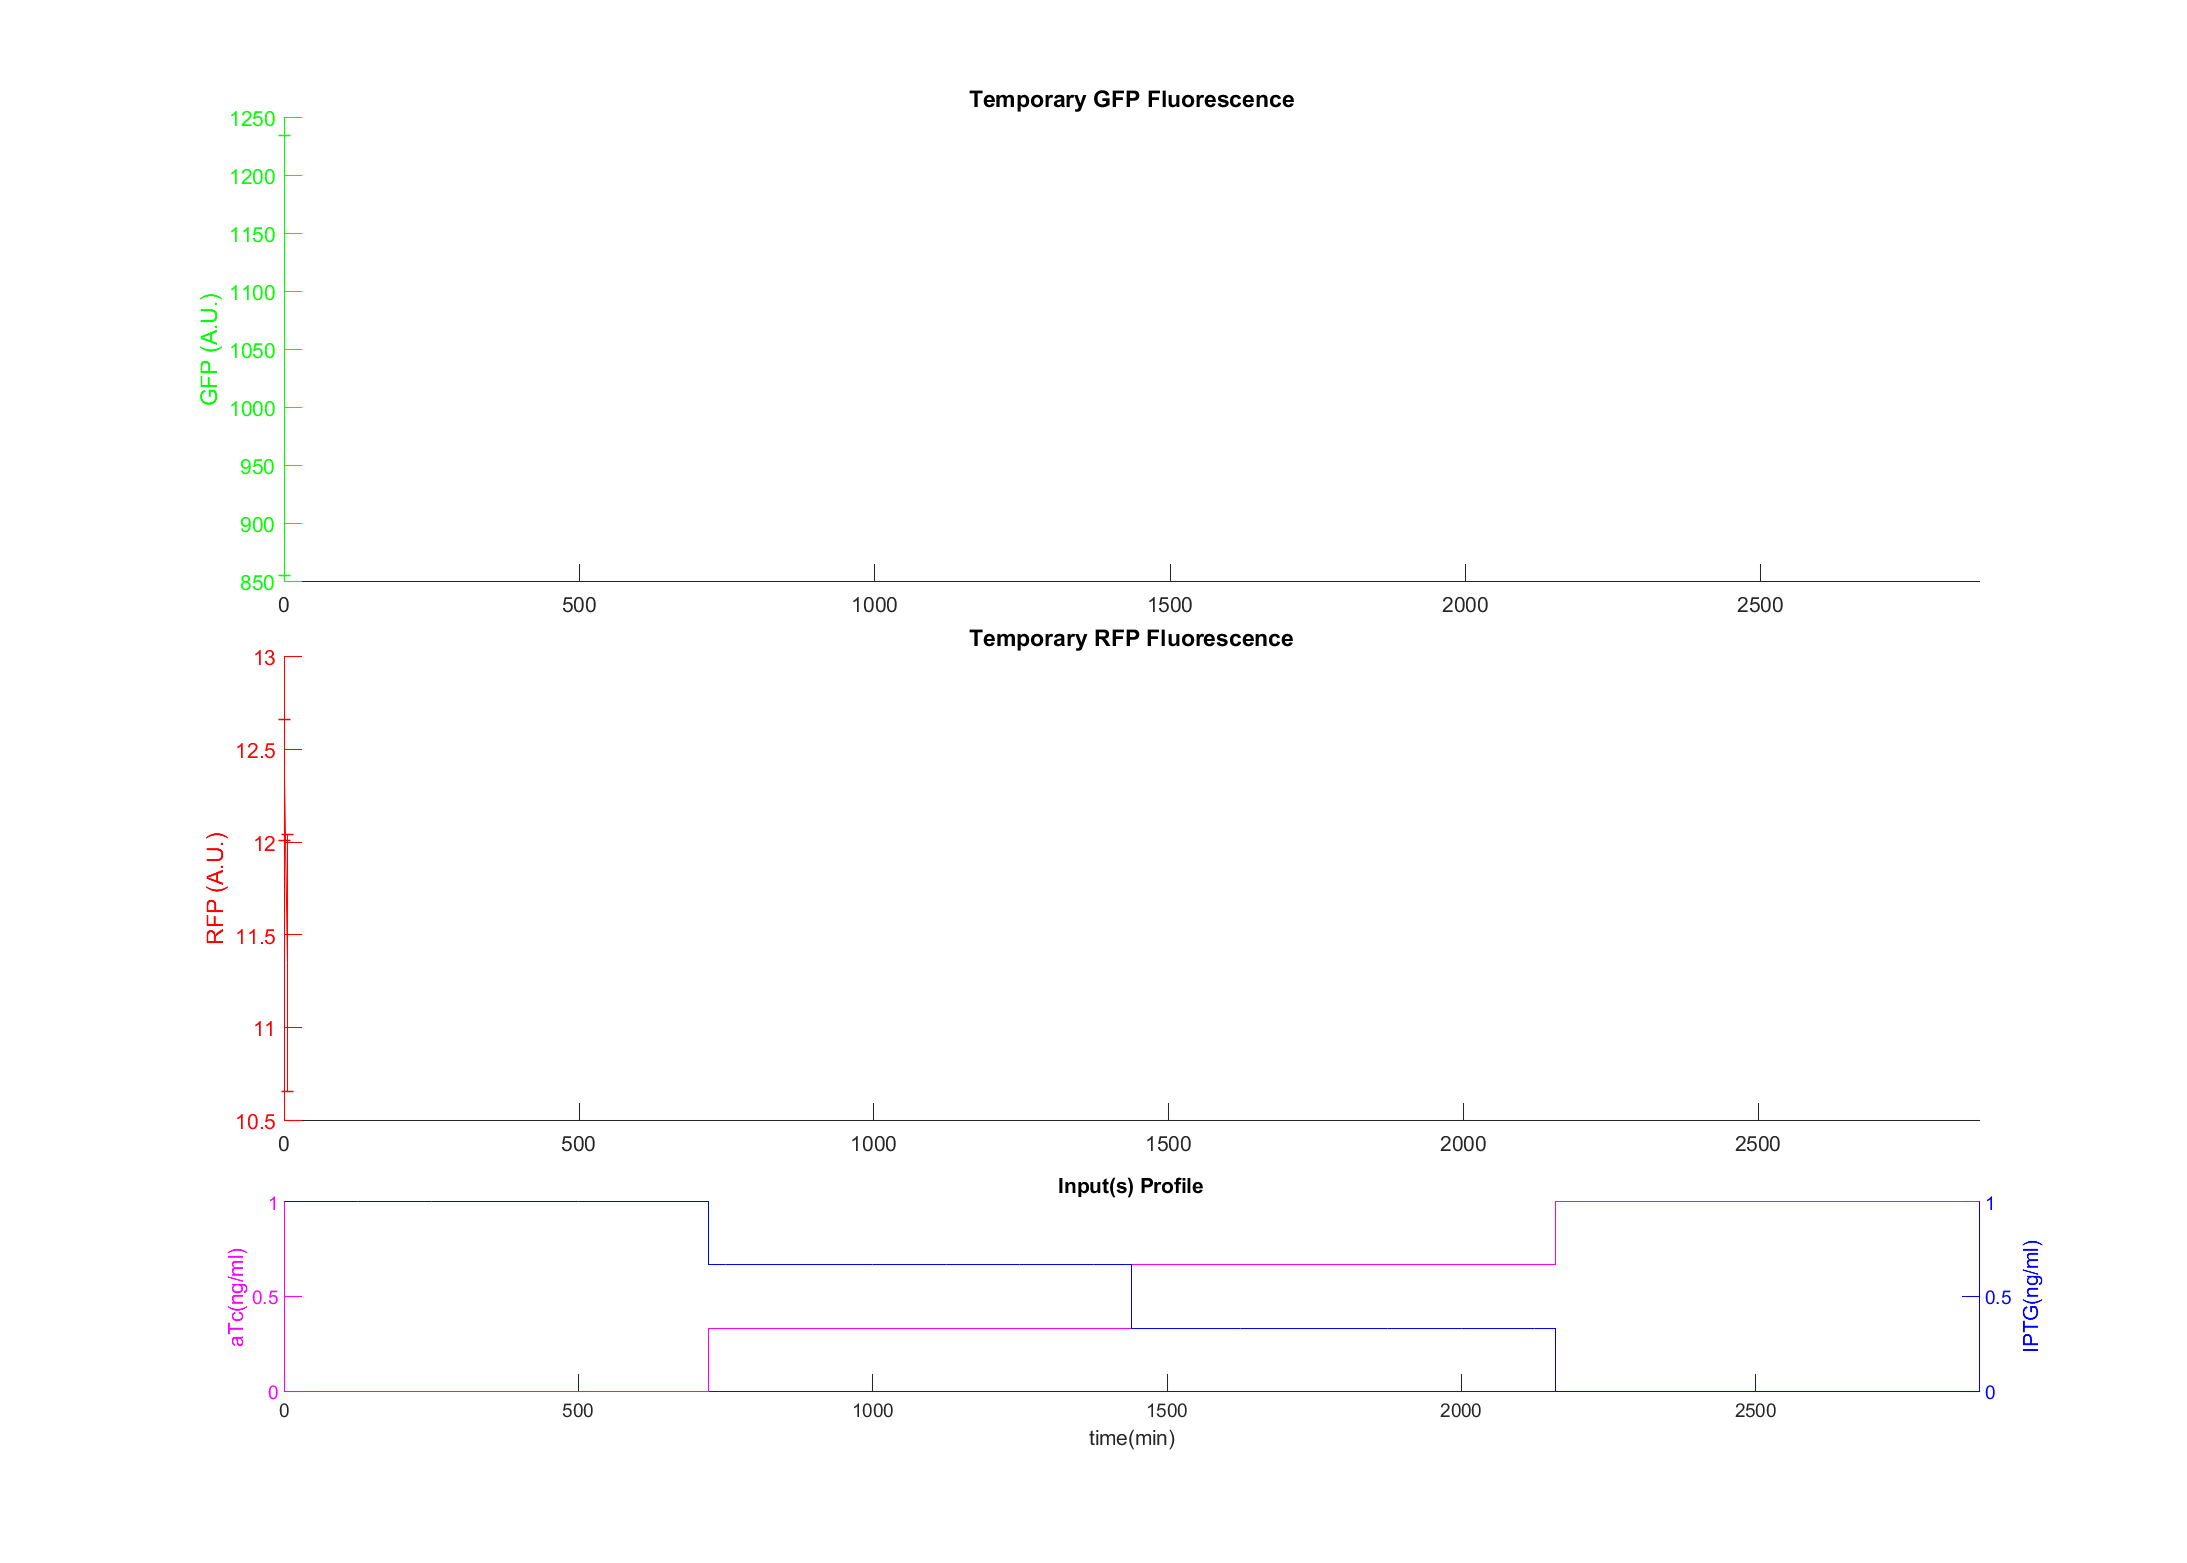 Temporary GFP Fluorescence
1250
1200
1150
1100
1050
1000
950
900
850
GFP (A.U.)
0 500 1000 1500 2000 2500
Temporary RFP Fluorescence
13
12.5
12
11.5
11
10.5
RFP (A.U.)
0 500 1000 1500 2000 2500
Input(s) Profile
1
0.5
0
aTc(ng/ml)
1
0.5
0
IPTG(ng/ml)
0 500 1000 1500 2000 2500
time(min)